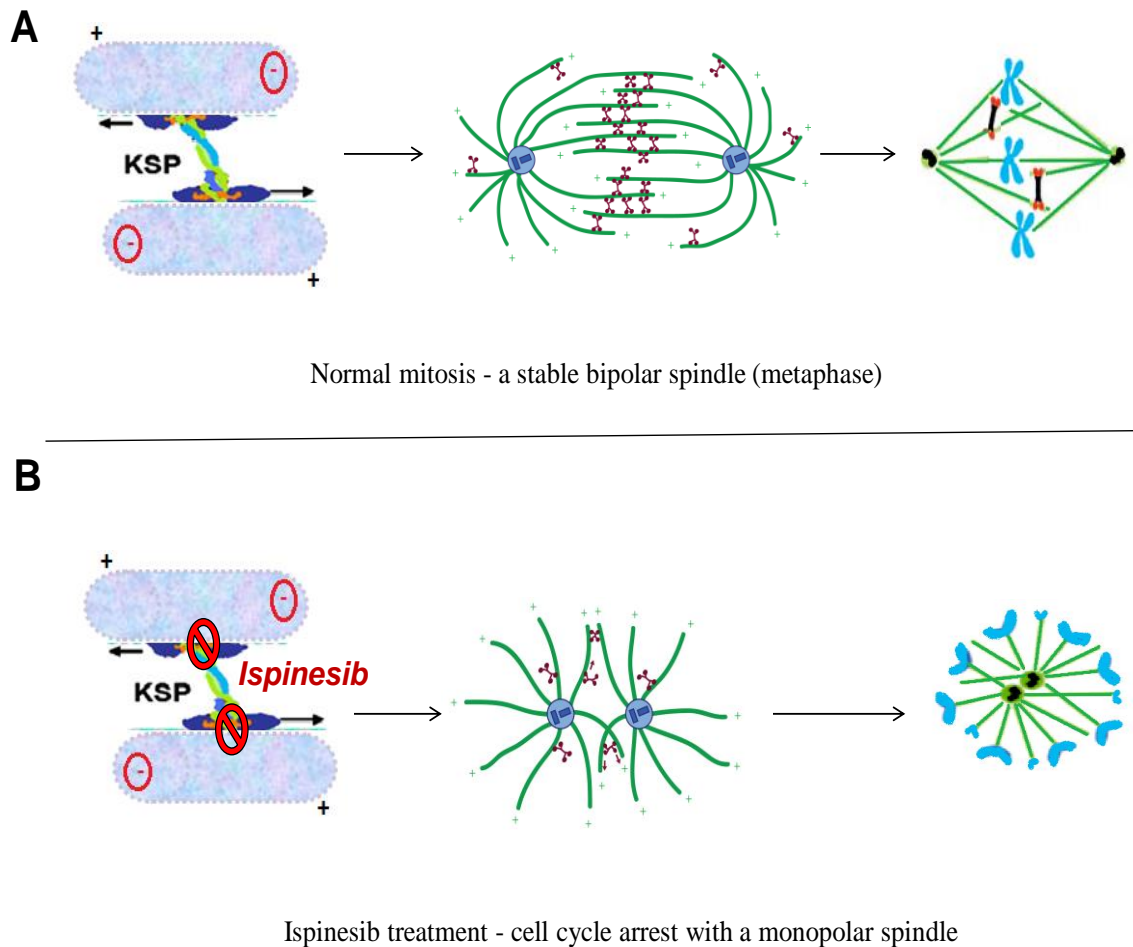 A
+
-
KSP
-
+
Normal mitosis - a stable bipolar spindle (metaphase)
B
+
-
Ispinesib
KSP
-
+
Ispinesib treatment - cell cycle arrest with a monopolar spindle